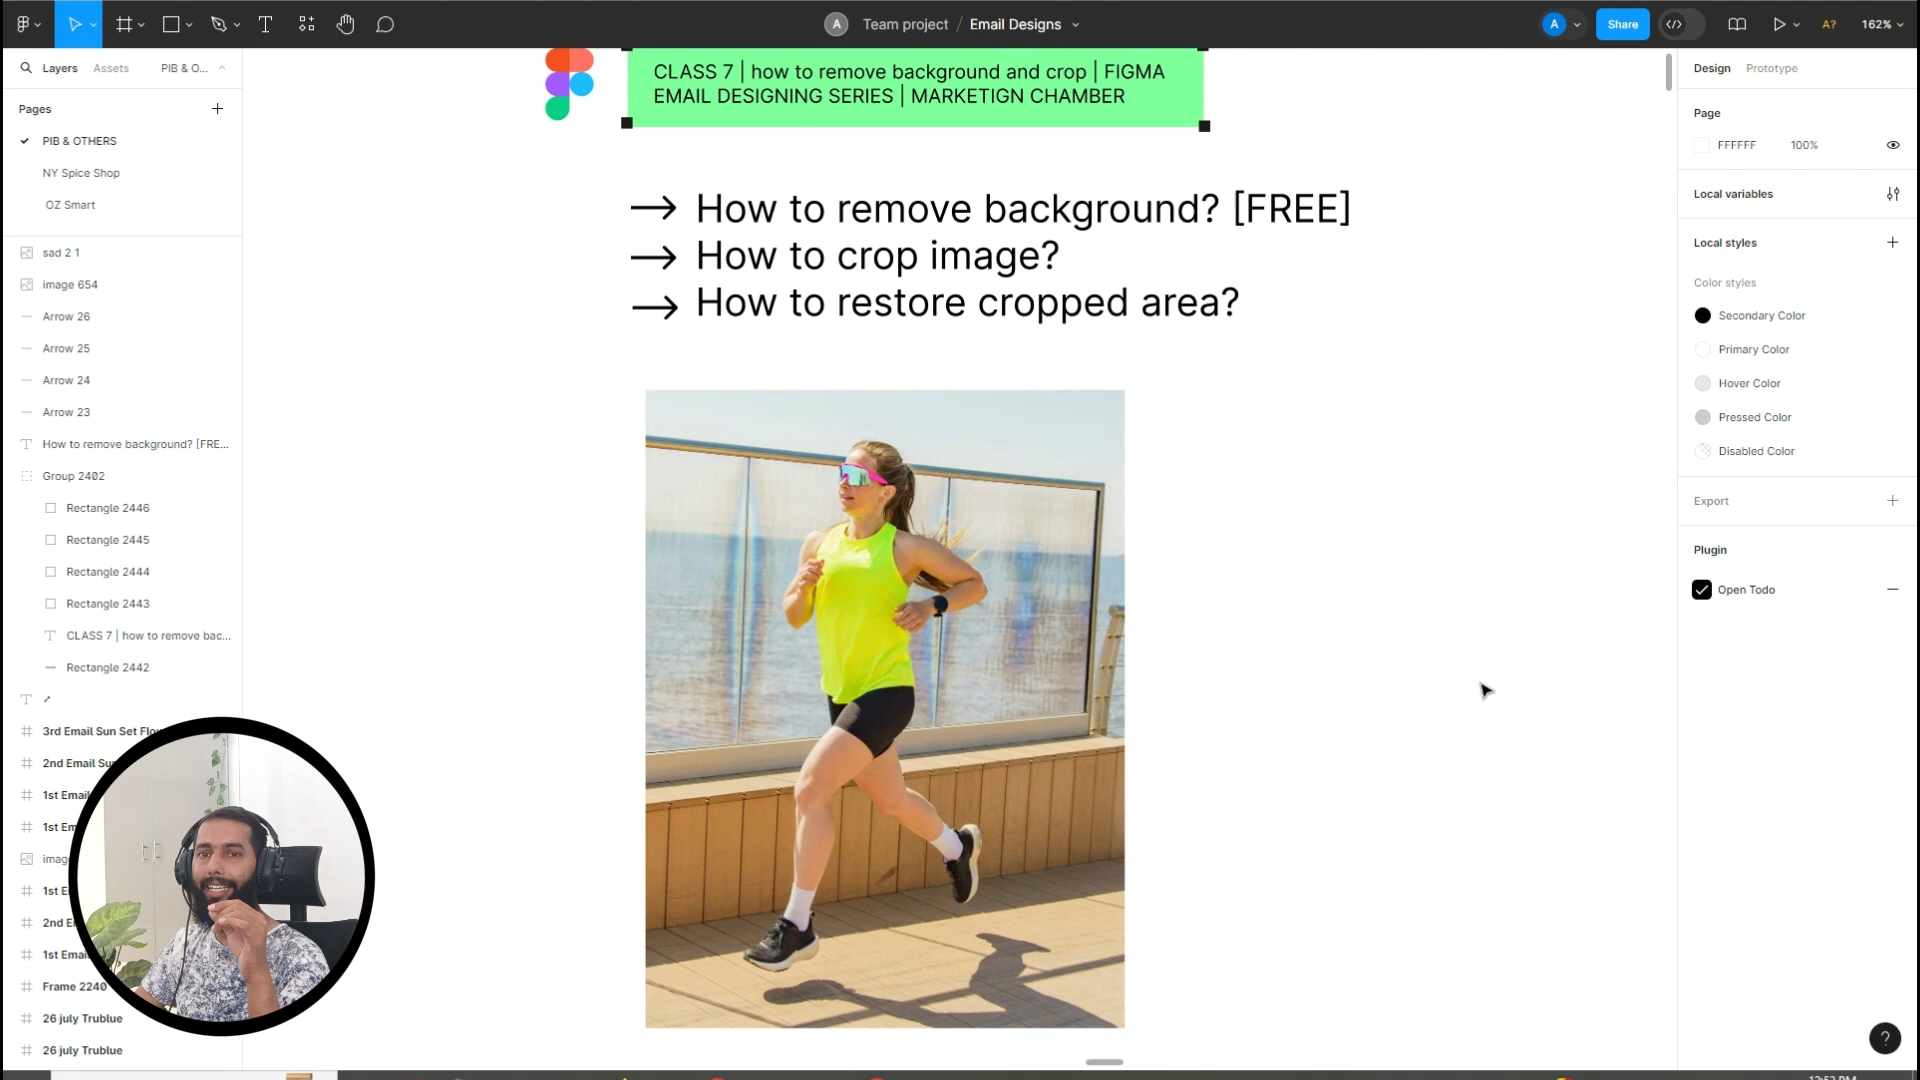 Team project / Email Designs
A
A
Share
A?
162%
Layers
Assets
PIB & O...
Pages
PIB & OTHERS
NY Spice Shop
OZ Smart
sad 2 1
image 654
Arrow 26
Arrow 25
Arrow 24
Arrow 23
How to remove background? [FRE...
Group 2402
Rectangle 2446
Rectangle 2445
Rectangle 2444
Rectangle 2443
CLASS 7 | how to remove bac...
Rectangle 2442
3rd Email Sun Set Flo
2nd Email Su
1st Email
1st Em
imag
1st E
2nd E
1st Emai
Frame 2240
26 july Trublue
26 july Trublue
CLASS 7 | how to remove background and crop | FIGMA
EMAIL DESIGNING SERIES | MARKETIGN CHAMBER
→ How to remove background? [FREE]
→ How to crop image?
→ How to restore cropped area?
Design
Prototype
Page
FFFFFF
100%
Local variables
Local styles
Color styles
Secondary Color
Primary Color
Hover Color
Pressed Color
Disabled Color
Export
Plugin
Open Todo
?